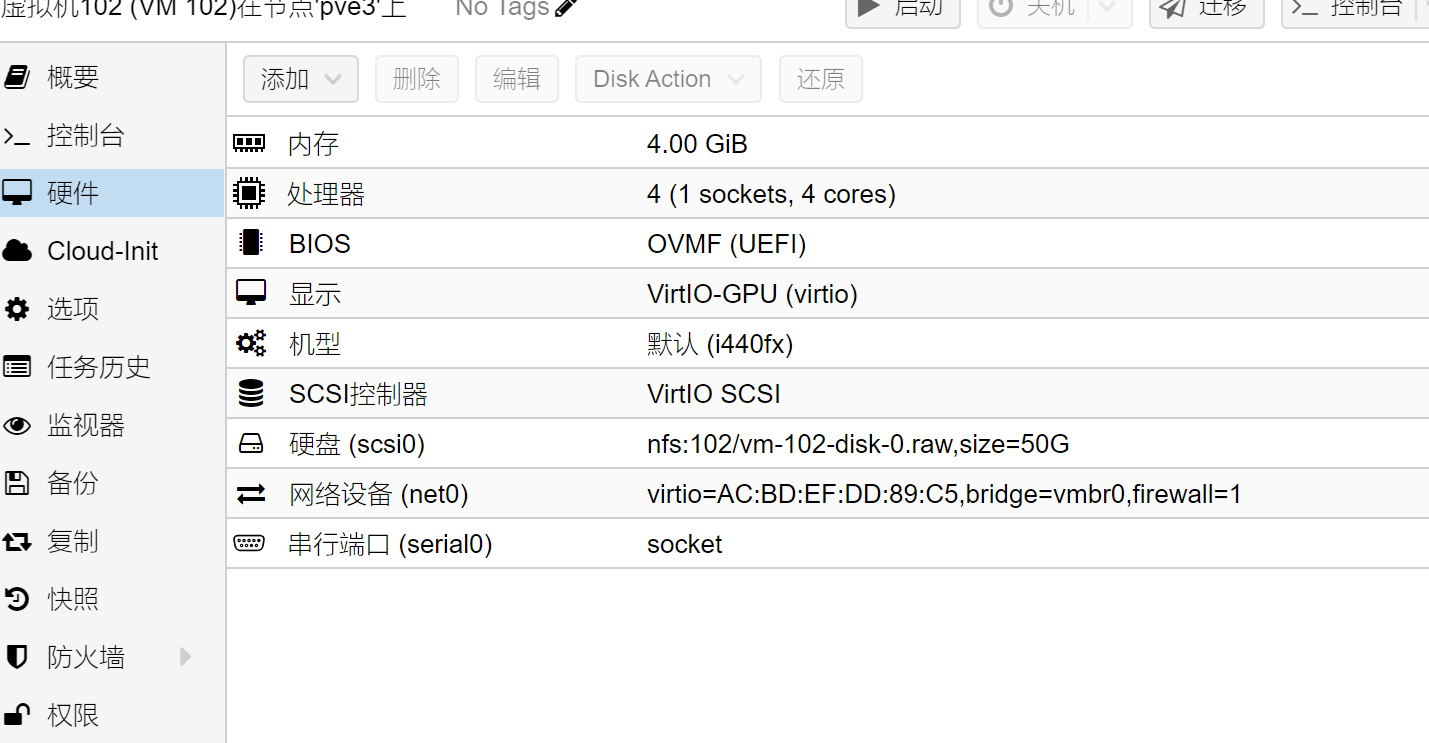 虚拟机102 (VM 102)在节点'pve3'上 No Tags 启动 关机 迁移 控制台
添加 删除 编辑 Disk Action 还原
概要
控制台
硬件
Cloud-Init
选项
任务历史
监视器
备份
复制
快照
防火墙
权限
内存 4.00 GiB
处理器 4 (1 sockets, 4 cores)
BIOS OVMF (UEFI)
显示 VirtIO-GPU (virtio)
机型 默认 (i440fx)
SCSI控制器 VirtIO SCSI
硬盘 (scsi0) nfs:102/vm-102-disk-0.raw,size=50G
网络设备 (net0) virtio=AC:BD:EF:DD:89:C5,bridge=vmbr0,firewall=1
串行端口 (serial0) socket